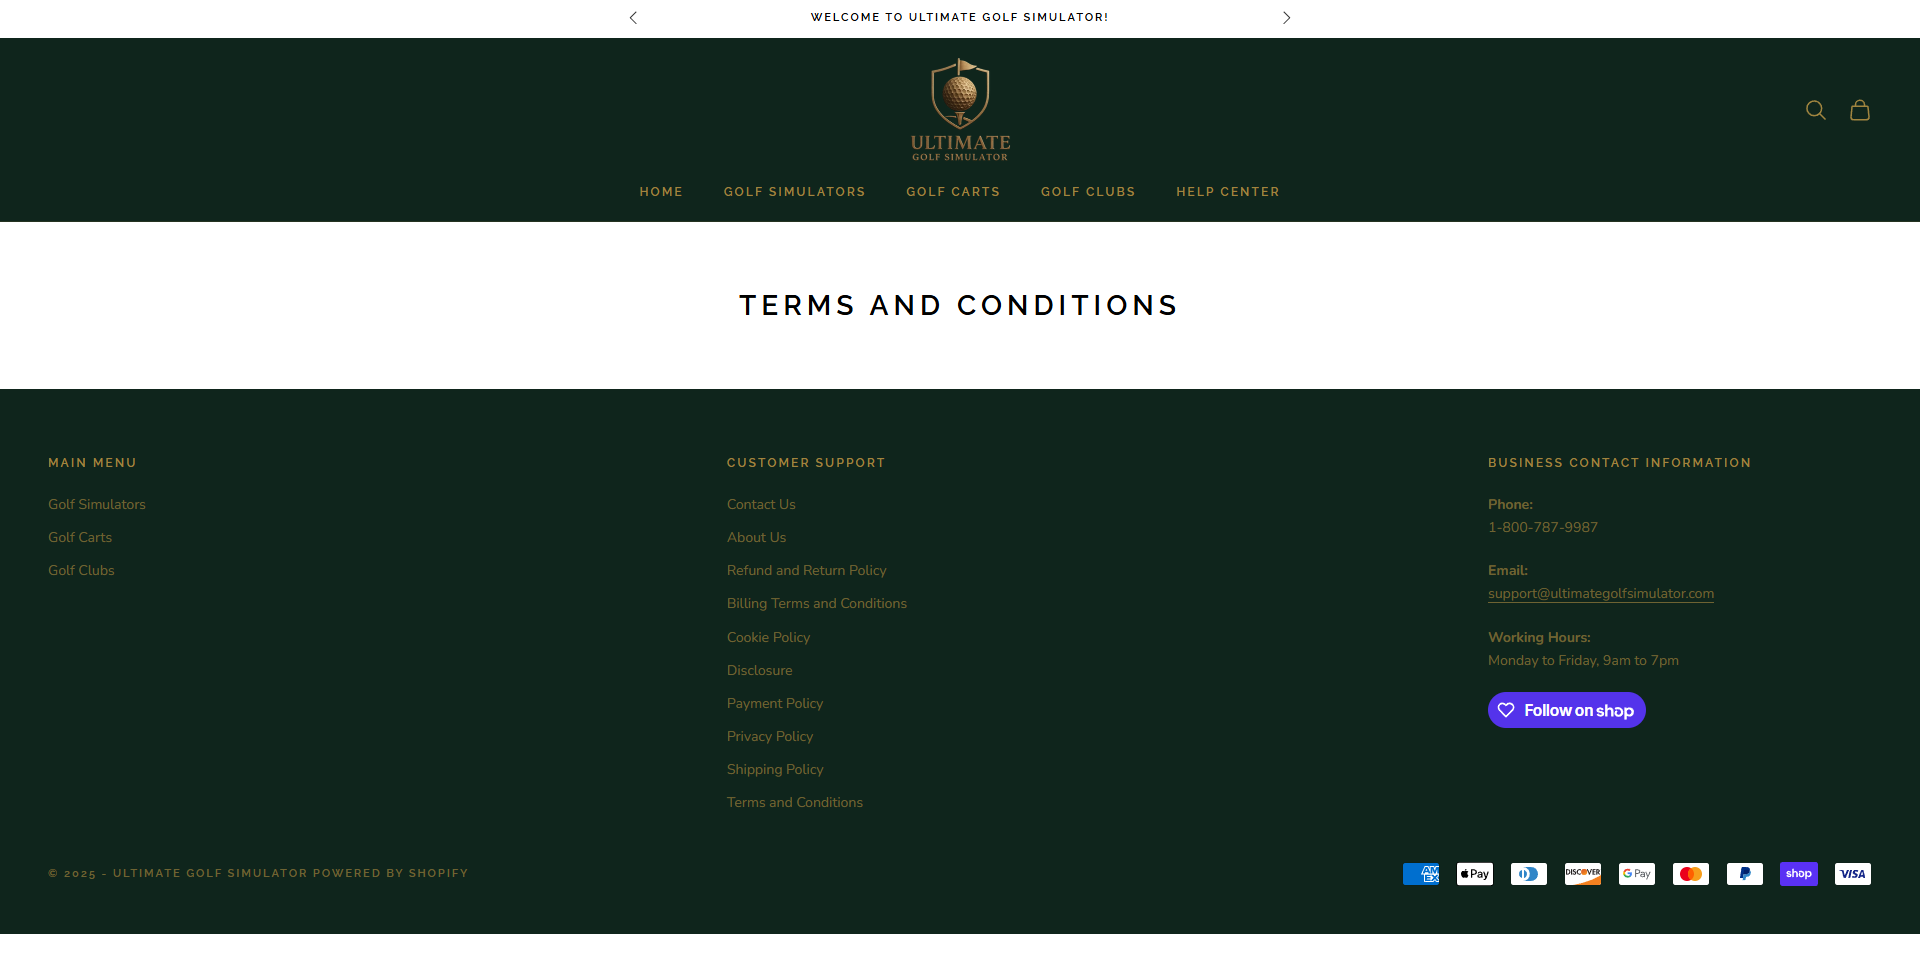 WELCOME TO ULTIMATE GOLF SIMULATOR!
ULTIMATE
GOLF SIMULATOR
HOME GOLF SIMULATORS GOLF CARTS GOLF CLUBS HELP CENTER
TERMS AND CONDITIONS
MAIN MENU
Golf Simulators
Golf Carts
Golf Clubs
CUSTOMER SUPPORT
Contact Us
About Us
Refund and Return Policy
Billing Terms and Conditions
Cookie Policy
Disclosure
Payment Policy
Privacy Policy
Shipping Policy
Terms and Conditions
BUSINESS CONTACT INFORMATION
Phone:
1-800-787-9987
Email:
support@ultimategolfsimulator.com
Working Hours:
Monday to Friday, 9am to 7pm
Follow on shop
© 2025 - ULTIMATE GOLF SIMULATOR POWERED BY SHOPIFY
AM
EX
Pay
DISCOVER
G Pay
shop
VISA